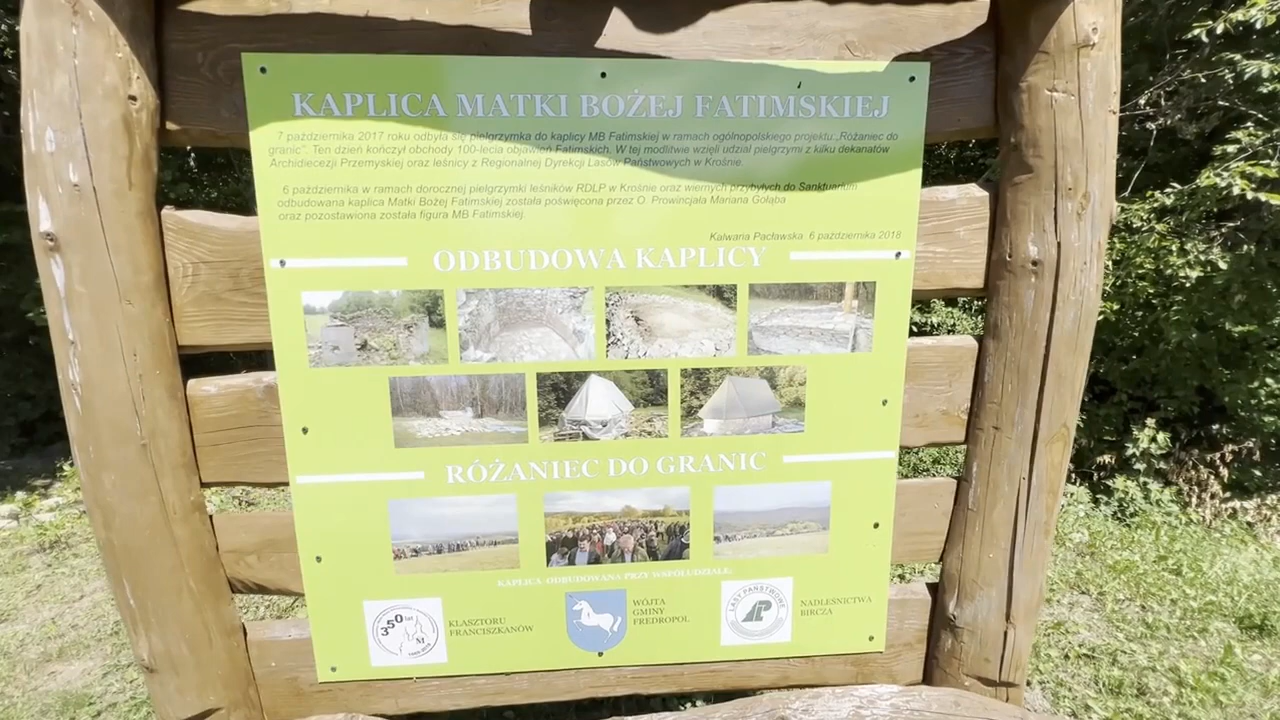 KAPLICA MATKI BOŻEJ FATIMSKIEJ
7 października 2017 roku odbyła się pielgrzymka do kaplicy MB Fatimskiej w ramach ogólnopolskiego projektu „Różaniec do
granic”. Ten dzień kończył obchody 100-lecia objawień Fatimskich. W tej modlitwie wzięli udział pielgrzymi z kilku dekanatów
Archidiecezji Przemyskiej oraz leśnicy z Regionalnej Dyrekcji Lasów Państwowych w Krośnie.
6 października w ramach dorocznej pielgrzymki leśników RDLP w Krośnie oraz wiernych przybyłych do Sanktuarium
odbudowana kaplica Matki Bożej Fatimskiej została poświęcona przez O. Prowincjała Mariana Gołąba
oraz pozostawiona została figura MB Fatimskiej.
Kalwaria Pacławska 6 października 2018
ODBUDOWA KAPLICY
RÓŻANIEC DO GRANIC
KAPLICA ODBUDOWANA PRZY WSPÓŁUDZIALE:
350 lat
1668-2018
KLASZTORU
FRANCISZKANÓW
WÓJTA
GMINY
FREDROPOL
LASY PAŃSTWOWE
NADLEŚNICTWA
BIRCZA